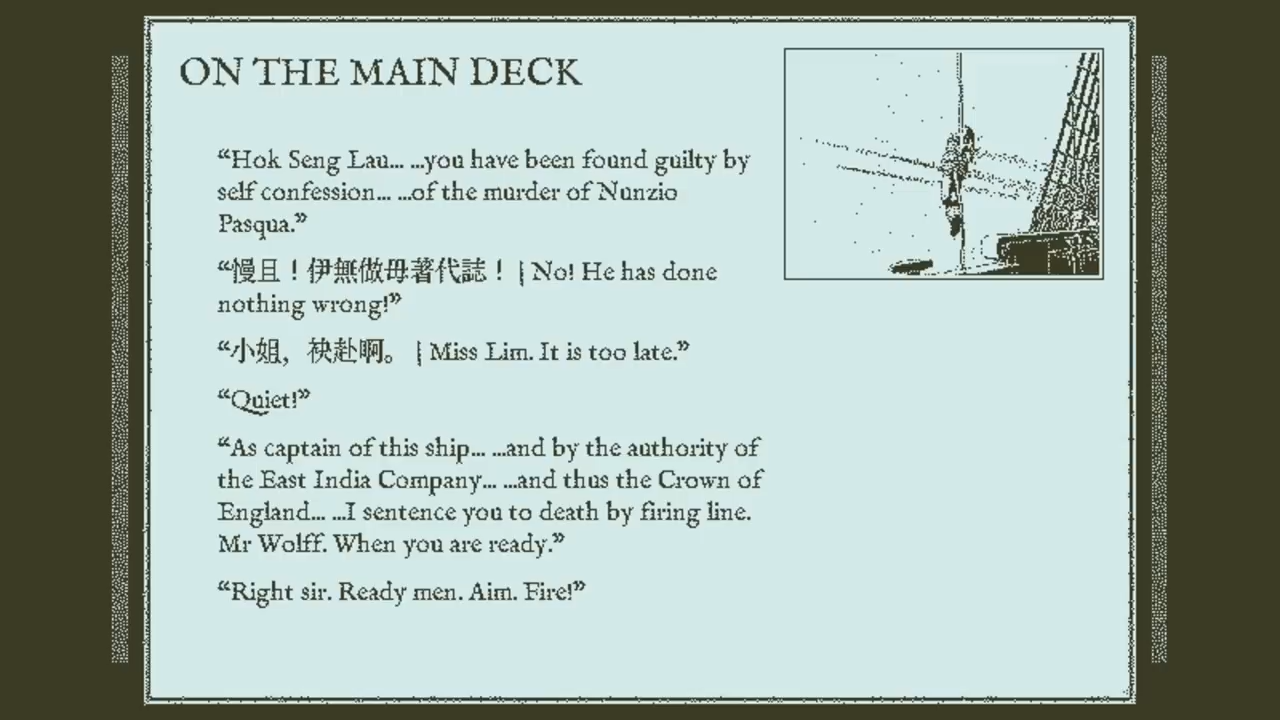 ON THE MAIN DECK
“Hok Seng Lau... ...you have been found guilty by
self confession... ...of the murder of Nunzio
Pasqua.”
“慢且！伊無做毋著代誌！ | No! He has done
nothing wrong!”
“小姐，袂赴啊。 | Miss Lim. It is too late.”
“Quiet!”
“As captain of this ship... ...and by the authority of
the East India Company... ...and thus the Crown of
England... ...I sentence you to death by firing line.
Mr Wolff. When you are ready.”
“Right sir. Ready men. Aim. Fire!”